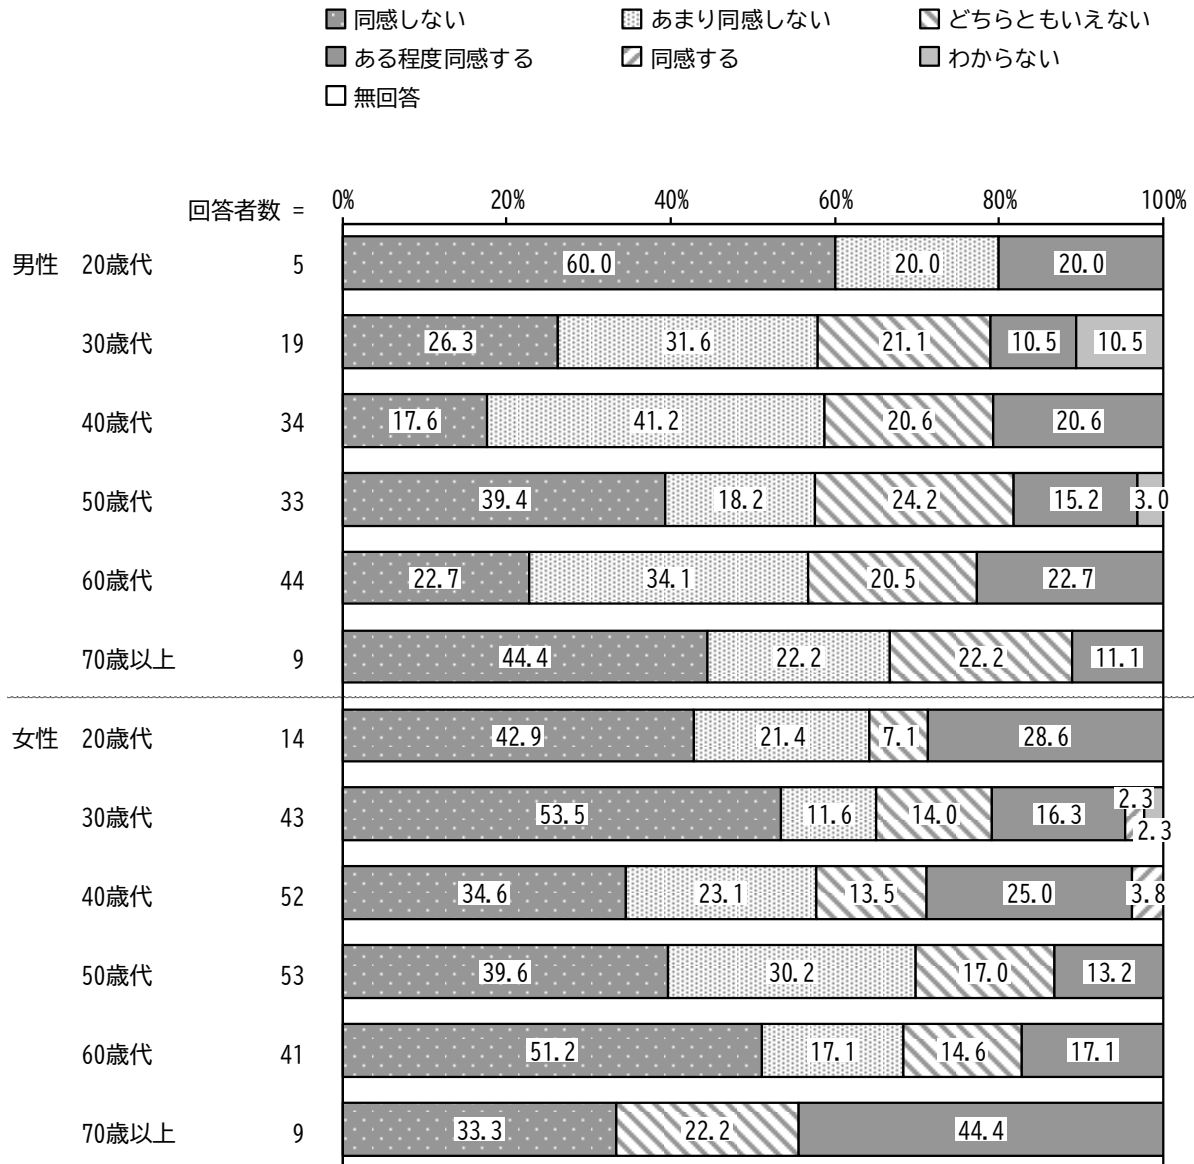 同感しない あまり同感しない どちらともいえない
ある程度同感する 同感する わからない
無回答
回答者数 = 0% 20% 40% 60% 80% 100%
男性 20歳代 5 60.0 20.0 20.0
30歳代 19 26.3 31.6 21.1 10.5 10.5
40歳代 34 17.6 41.2 20.6 20.6
50歳代 33 39.4 18.2 24.2 15.2 3.0
60歳代 44 22.7 34.1 20.5 22.7
70歳以上 9 44.4 22.2 22.2 11.1
女性 20歳代 14 42.9 21.4 7.1 28.6
30歳代 43 53.5 11.6 14.0 16.3 2.3 2.3
40歳代 52 34.6 23.1 13.5 25.0 3.8
50歳代 53 39.6 30.2 17.0 13.2
60歳代 41 51.2 17.1 14.6 17.1
70歳以上 9 33.3 22.2 44.4